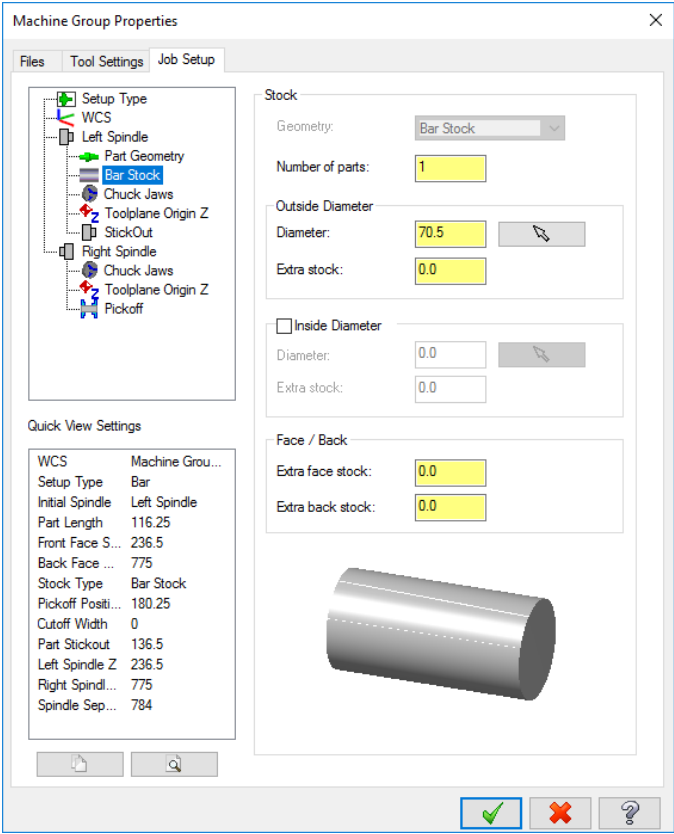 Machine Group Properties
Files Tool Settings Job Setup
Setup Type
WCS
Left Spindle
Part Geometry
Bar Stock
Chuck Jaws
Toolplane Origin Z
StickOut
Right Spindle
Chuck Jaws
Toolplane Origin Z
Pickoff
Quick View Settings
WCS Machine Grou...
Setup Type Bar
Initial Spindle Left Spindle
Part Length 116.25
Front Face S... 236.5
Back Face ... 775
Stock Type Bar Stock
Pickoff Positi... 180.25
Cutoff Width 0
Part Stickout 136.5
Left Spindle Z 236.5
Right Spindl... 775
Spindle Sep... 784
Stock
Geometry: Bar Stock
Number of parts: 1
Outside Diameter
Diameter: 70.5
Extra stock: 0.0
Inside Diameter
Diameter: 0.0
Extra stock: 0.0
Face / Back
Extra face stock: 0.0
Extra back stock: 0.0